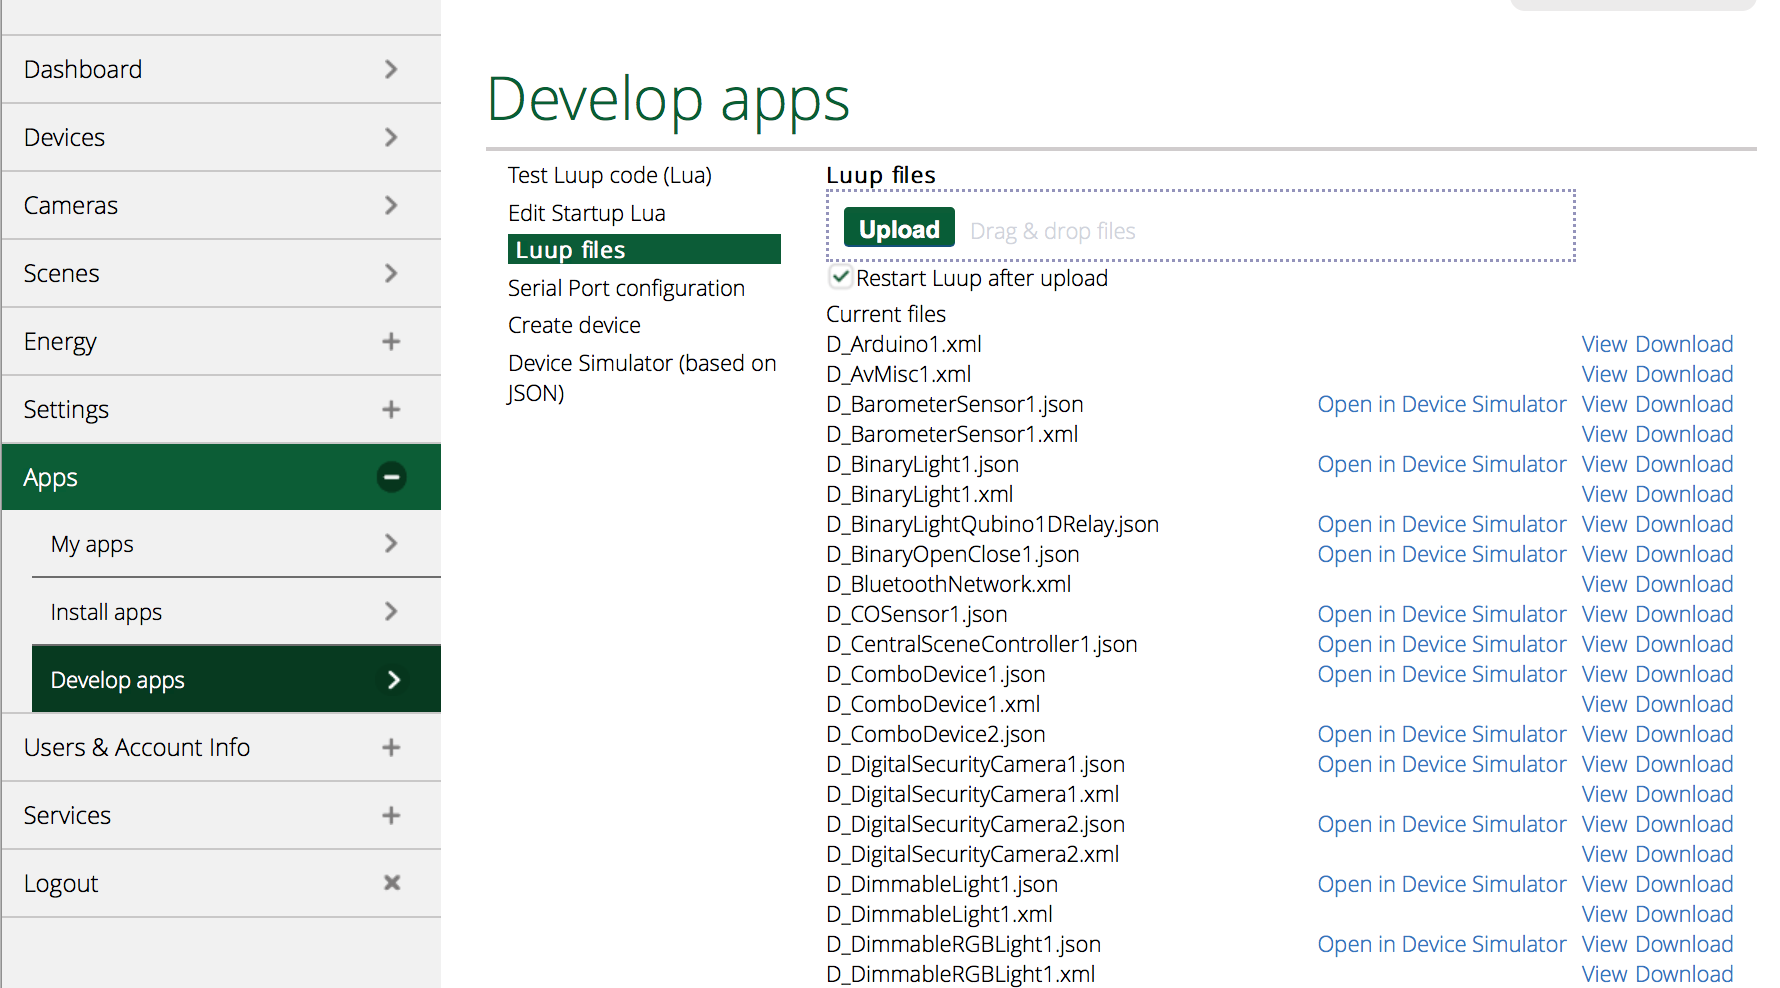 Dashboard
Devices
Cameras
Scenes
Energy
Settings
Apps
My apps
Install apps
Develop apps
Users & Account Info
Services
Logout
Develop apps
Test Luup code (Lua)
Edit Startup Lua
Luup files
Serial Port configuration
Create device
Device Simulator (based on
JSON)
Luup files
Upload Drag & drop files
Restart Luup after upload
Current files
D_Arduino1.xml View Download
D_AvMisc1.xml View Download
D_BarometerSensor1.json Open in Device Simulator View Download
D_BarometerSensor1.xml View Download
D_BinaryLight1.json Open in Device Simulator View Download
D_BinaryLight1.xml View Download
D_BinaryLightQubino1DRelay.json Open in Device Simulator View Download
D_BinaryOpenClose1.json Open in Device Simulator View Download
D_BluetoothNetwork.xml View Download
D_COSensor1.json Open in Device Simulator View Download
D_CentralSceneController1.json Open in Device Simulator View Download
D_ComboDevice1.json Open in Device Simulator View Download
D_ComboDevice1.xml View Download
D_ComboDevice2.json Open in Device Simulator View Download
D_DigitalSecurityCamera1.json Open in Device Simulator View Download
D_DigitalSecurityCamera1.xml View Download
D_DigitalSecurityCamera2.json Open in Device Simulator View Download
D_DigitalSecurityCamera2.xml View Download
D_DimmableLight1.json Open in Device Simulator View Download
D_DimmableLight1.xml View Download
D_DimmableRGBLight1.json Open in Device Simulator View Download
D_DimmableRGBLight1.xml View Download